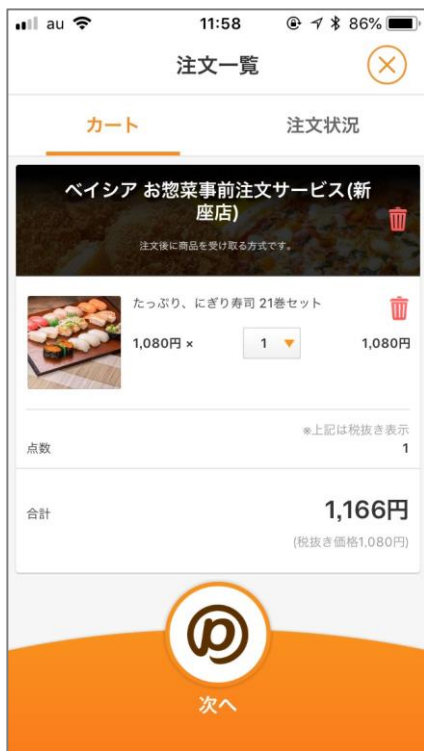 au 11:58 86%
注文一覧
カート 注文状況
ベイシア お惣菜事前注文サービス(新
座店)
注文後に商品を受け取る方式です。
たっぷり、にぎり寿司 21巻セット
1,080円 × 1 1,080円
※上記は税抜き表示
点数 1
合計 1,166円
(税抜き価格1,080円)
次へ